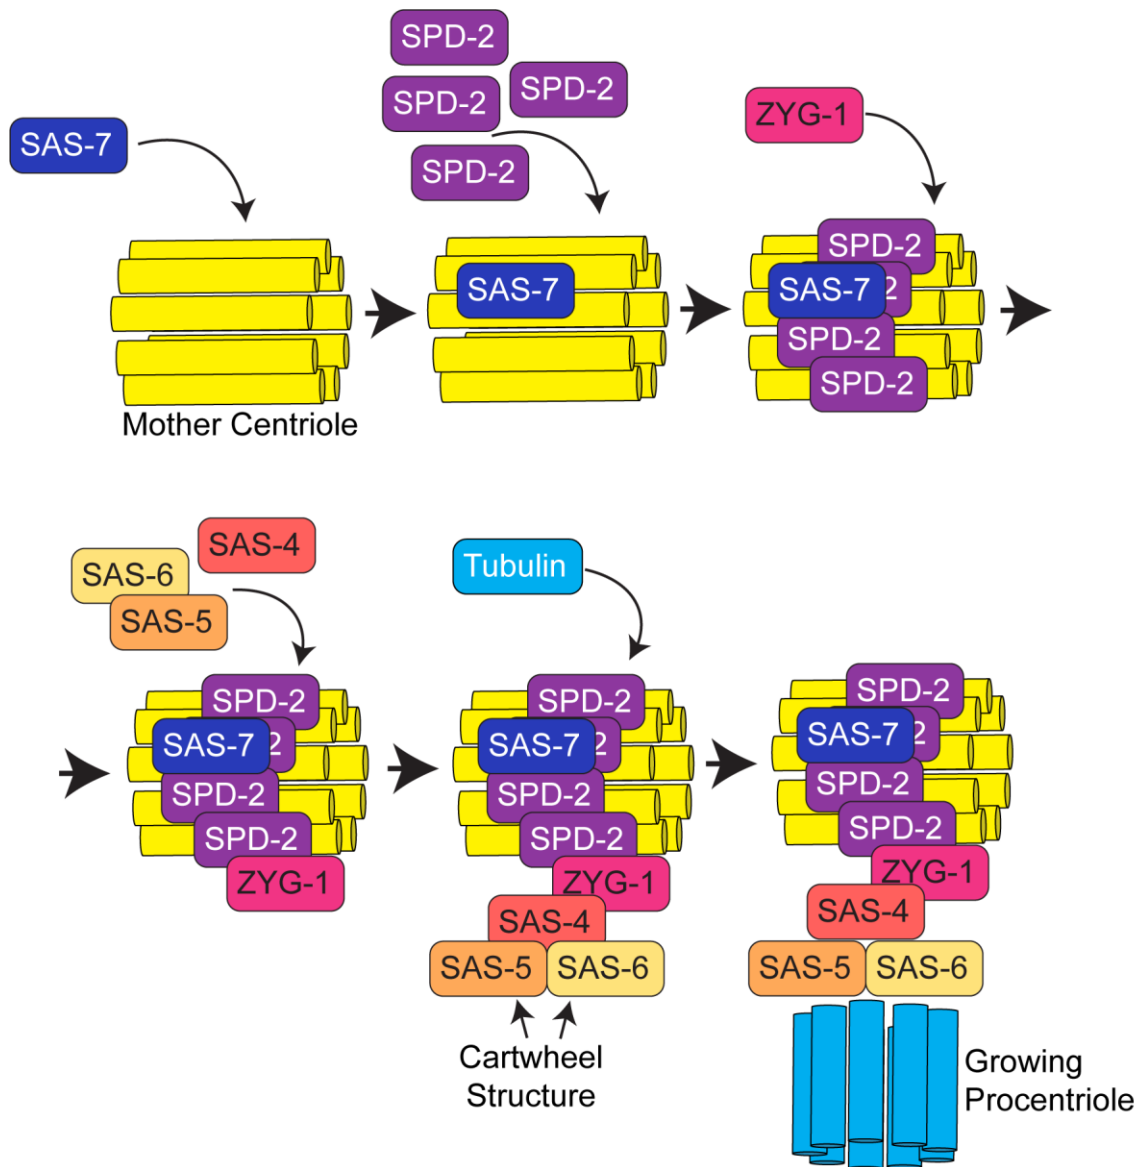 SPD-2
SPD-2
SPD-2
SPD-2
ZYG-1
SAS-7
SPD-2
SAS-7
SAS-7
2
SPD-2
SPD-2
Mother Centriole
SAS-4
SAS-6
SAS-5
Tubulin
SPD-2
SAS-7
2
SPD-2
SPD-2
ZYG-1
SPD-2
SAS-7
2
SPD-2
SPD-2
ZYG-1
SAS-4
SAS-5
SAS-6
Cartwheel
Structure
SPD-2
SAS-7
2
SPD-2
SPD-2
ZYG-1
SAS-4
SAS-5
SAS-6
Growing
Procentriole